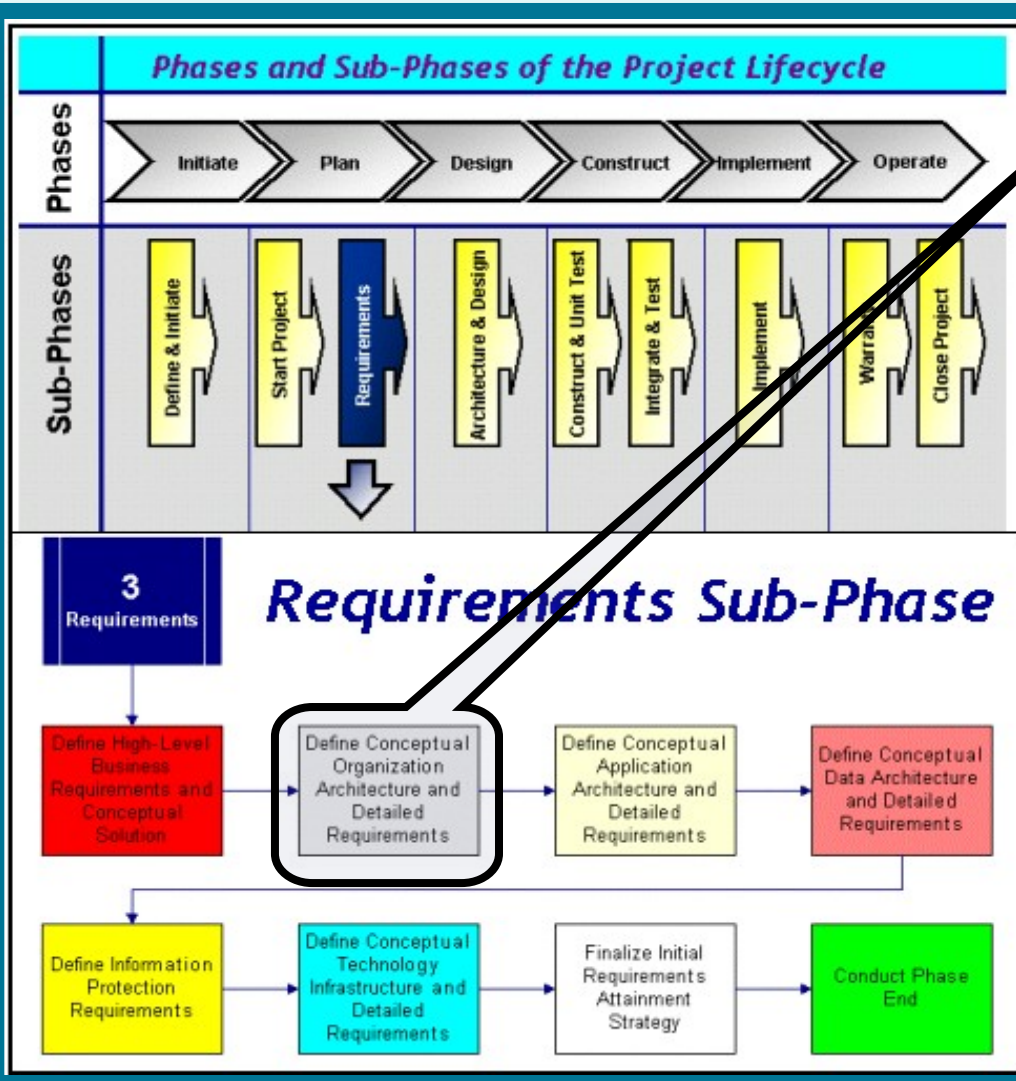 Phases and Sub-Phases of the Project Lifecycle
Phases
Initiate
Plan
Design
Construct
Implement
Operate
Sub-Phases
Define & Initiate
Start Project
Requirements
Architecture & Design
Construct & Unit Test
Integrate & Test
Implement
Close Project
3
Requirements
Requirements Sub-Phase
Define High-Level
Business
Requirements and
Conceptual
Solution
Define Conceptual
Organization
Architecture and
Detailed
Requirements
Define Conceptual
Application
Architecture and
Detailed
Requirements
Define Conceptual
Data Architecture
and Detailed
Requirements
Define Information
Protection
Requirements
Define Conceptual
Technology
Infrastructure and
Detailed
Requirements
Finalize Initial
Requirements
Attainment
Strategy
Conduct Phase
End